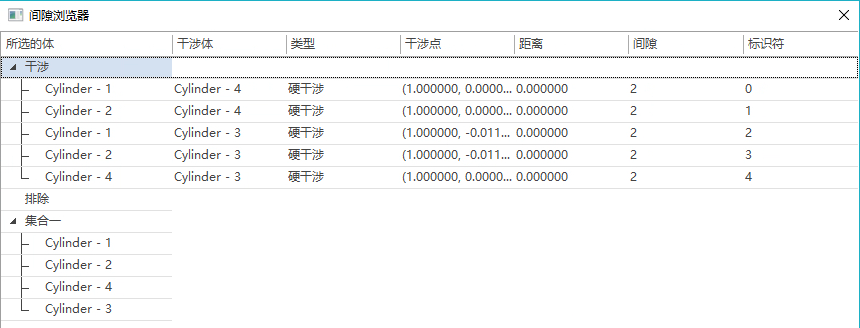 间隙浏览器
所选的体 干涉体 类型 干涉点 距离 间隙 标识符
干涉
Cylinder - 1 Cylinder - 4 硬干涉 (1.000000, 0.0000... 0.000000 2 0
Cylinder - 2 Cylinder - 4 硬干涉 (1.000000, 0.0000... 0.000000 2 1
Cylinder - 1 Cylinder - 3 硬干涉 (1.000000, -0.011... 0.000000 2 2
Cylinder - 2 Cylinder - 3 硬干涉 (1.000000, -0.011... 0.000000 2 3
Cylinder - 4 Cylinder - 3 硬干涉 (1.000000, 0.0000... 0.000000 2 4
排除
集合一
Cylinder - 1
Cylinder - 2
Cylinder - 4
Cylinder - 3